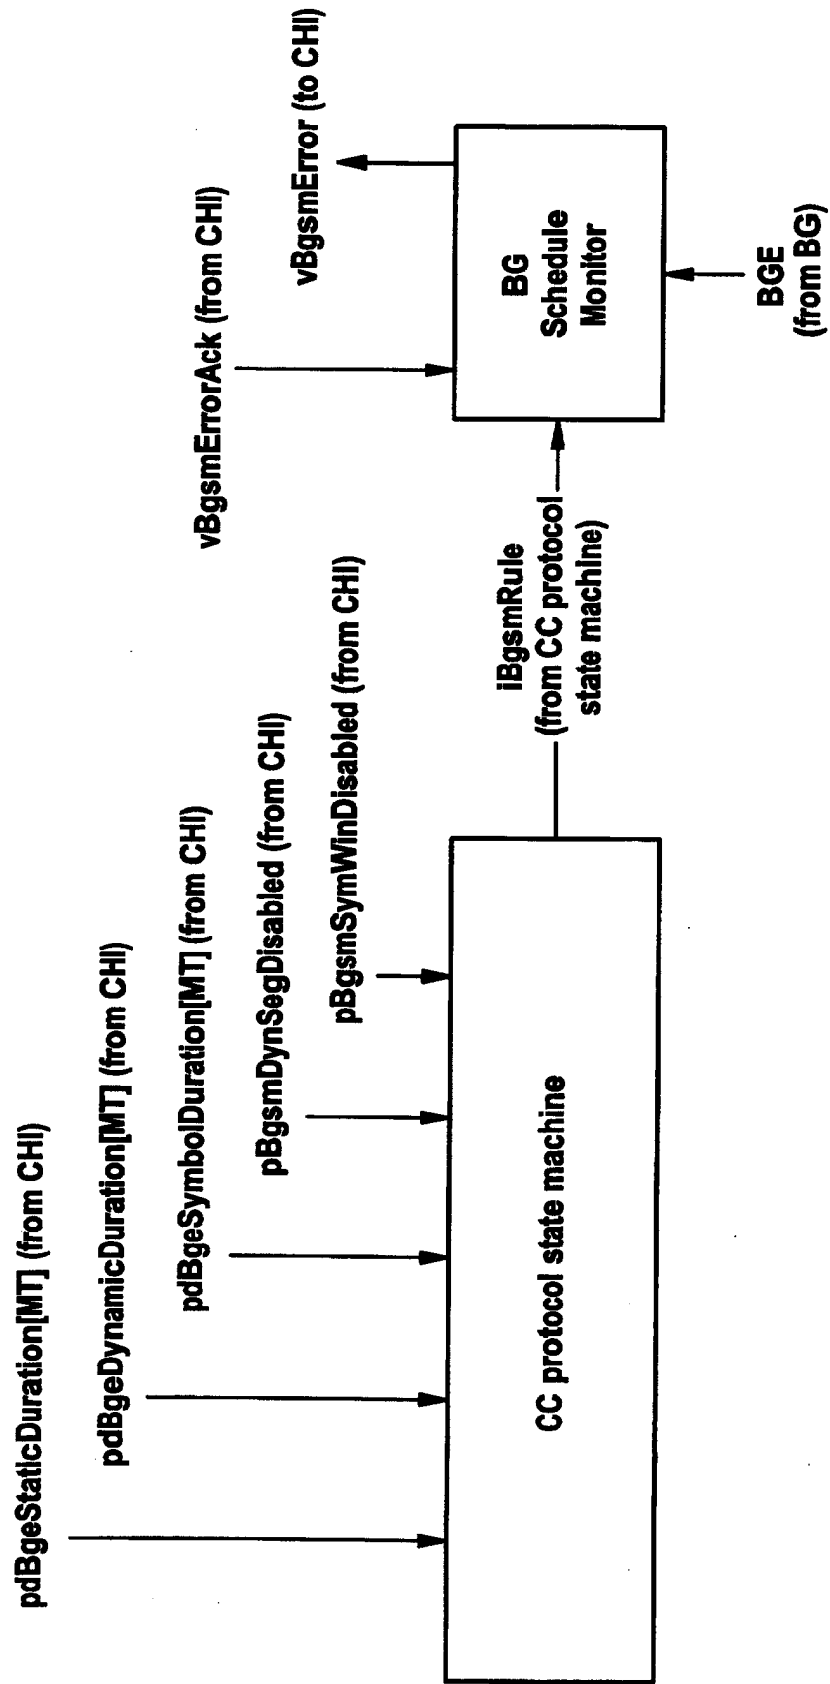 pdBgeStaticDuration[MT] (from CHI)
pdBgeDynamicDuration[MT] (from CHI)
pdBgeSymbolDuration[MT] (from CHI)
pBgsmDynSegDisabled (from CHI)
pBgsmSymWinDisabled (from CHI)
CC protocol state machine
iBgsmRule
(from CC protocol
state machine)
vBgsmErrorAck (from CHI)
vBgsmError (to CHI)
BG
Schedule
Monitor
BGE
(from BG)